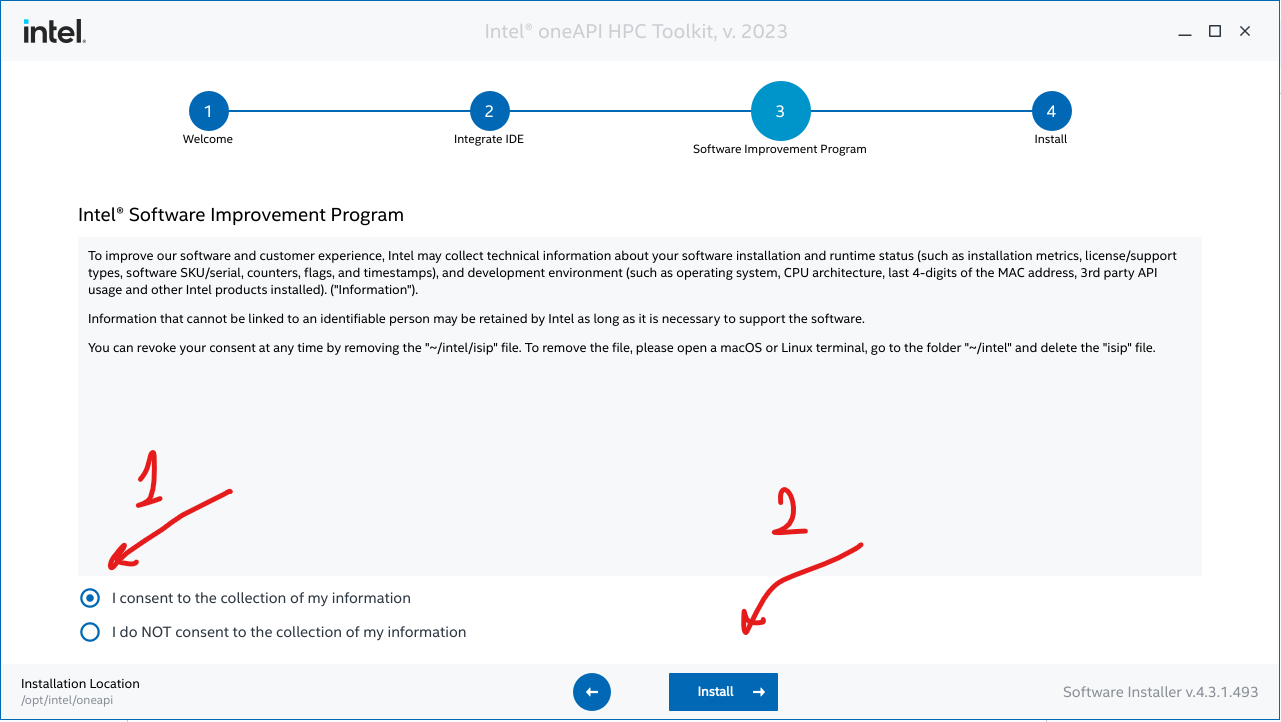 intel.
Intel® oneAPI HPC Toolkit, v. 2023
1
2
3
4
Welcome
Integrate IDE
Software Improvement Program
Install
Intel® Software Improvement Program
To improve our software and customer experience, Intel may collect technical information about your software installation and runtime status (such as installation metrics, license/support
types, software SKU/serial, counters, flags, and timestamps), and development environment (such as operating system, CPU architecture, last 4-digits of the MAC address, 3rd party API
usage and other Intel products installed). ("Information").
Information that cannot be linked to an identifiable person may be retained by Intel as long as it is necessary to support the software.
You can revoke your consent at any time by removing the "~/intel/isip" file. To remove the file, please open a macOS or Linux terminal, go to the folder "~/intel" and delete the "isip" file.
1
2
I consent to the collection of my information
I do NOT consent to the collection of my information
Installation Location
/opt/intel/oneapi
Install
Software Installer v.4.3.1.493